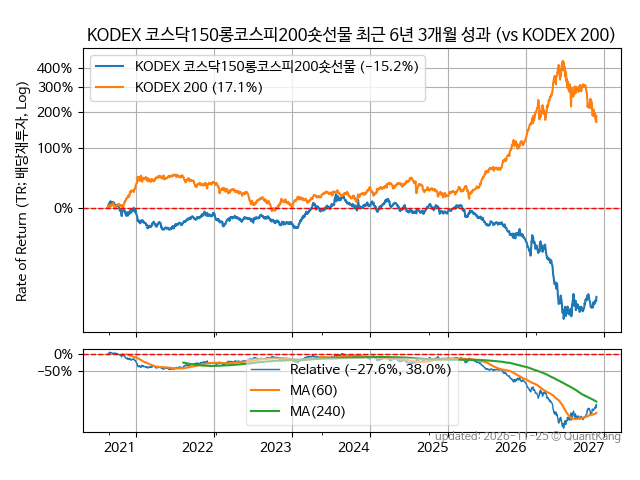 KODEX 코스닥150롱코스피200숏선물 최근 6년 3개월 성과 (vs KODEX 200)
Rate of Return (TR: 배당재투자, Log)
400%
300%
200%
100%
0%
KODEX 코스닥150롱코스피200숏선물 (−15.2%)
KODEX 200 (17.1%)
0%
−50%
Relative (−27.6%, 38.0%)
MA(60)
MA(240)
updated: 2026-11-25 © QuantKang
2021 2022 2023 2024 2025 2026 2027